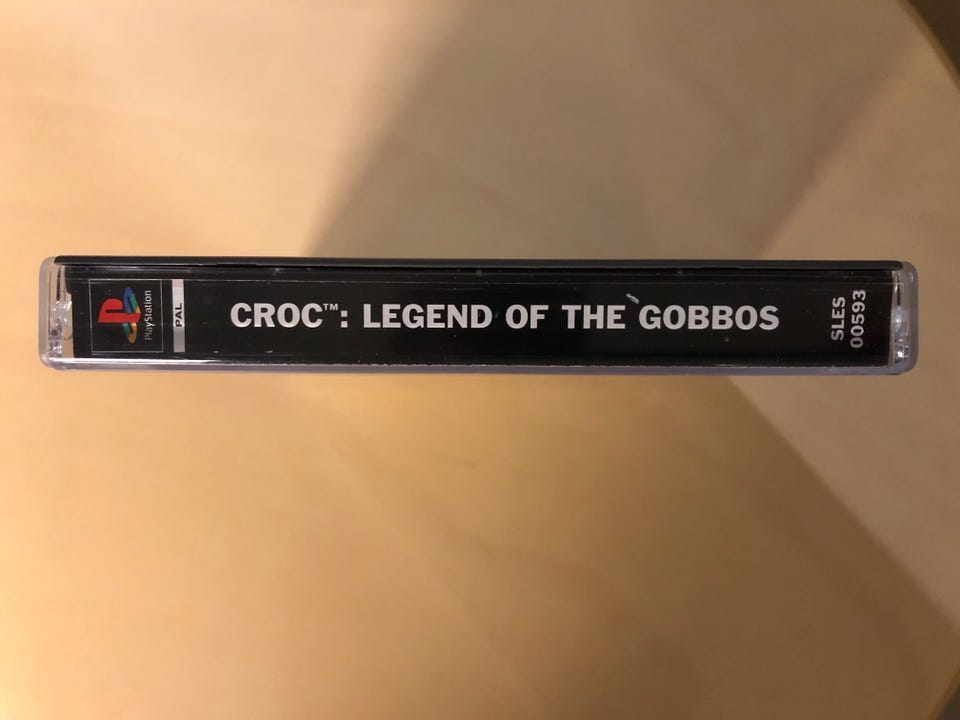 PlayStation
PAL
CROC™: LEGEND OF THE GOBBOS
SLES
00593